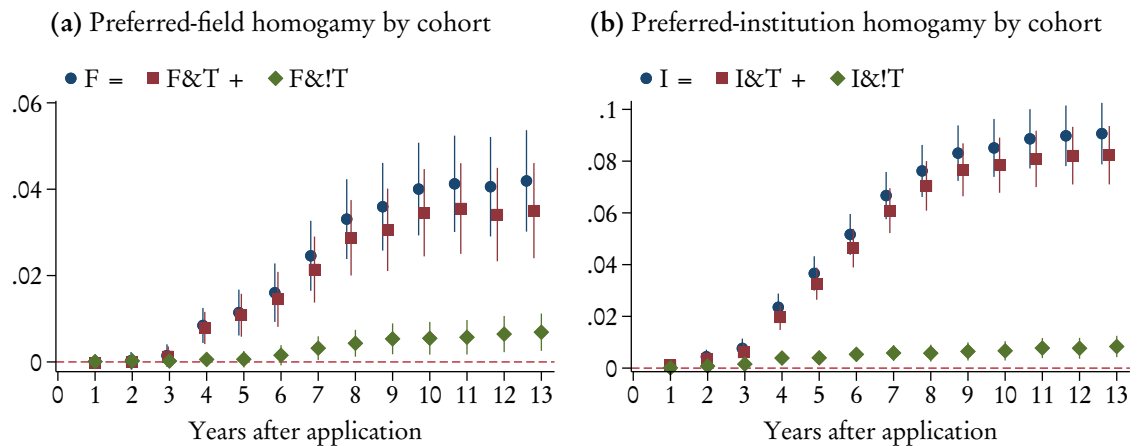 (a) Preferred-field homogamy by cohort
F = F&T + F&!T
.06
.04
.02
0
0 1 2 3 4 5 6 7 8 9 10 11 12 13
Years after application
(b) Preferred-institution homogamy by cohort
I = I&T + I&!T
.1
.08
.06
.04
.02
0
0 1 2 3 4 5 6 7 8 9 10 11 12 13
Years after application